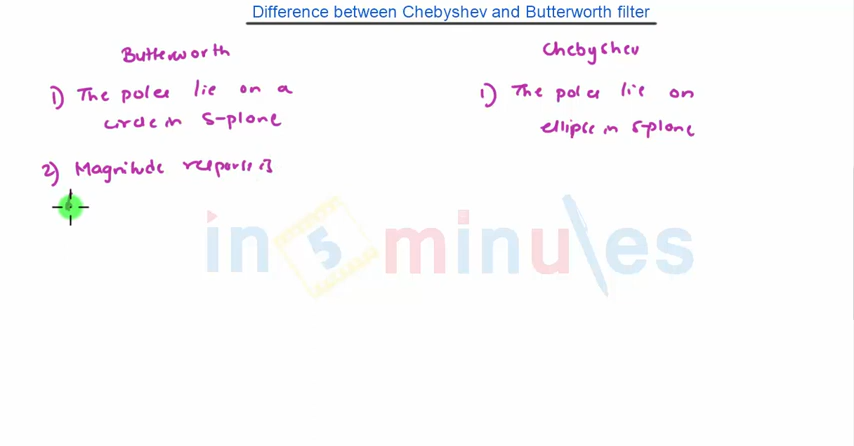 Difference between Chebyshev and Butterworth filter
Butterworth
1) The poles lie on a
circle in S-plane
2) Magnitude response is
Chebyshev
1) The poles lie on
ellipse in S-plane
in 5 minutes